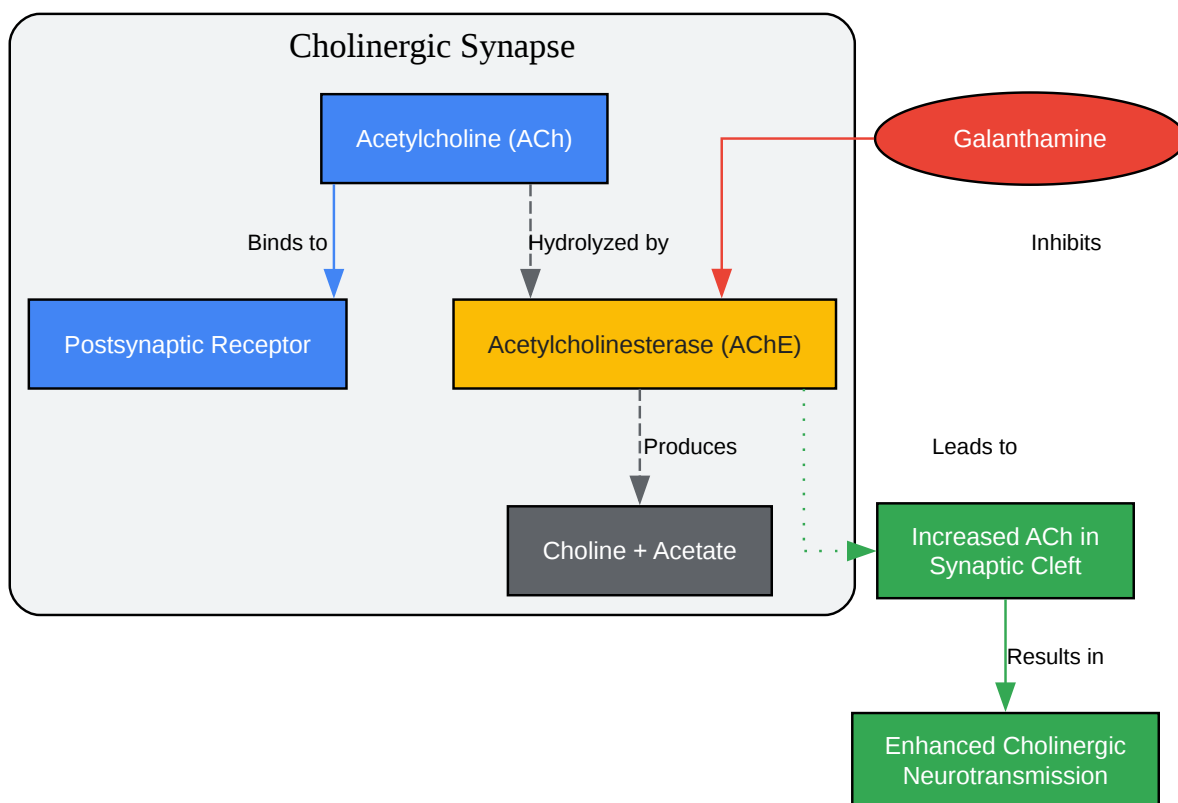 Cholinergic Synapse
Acetylcholine (ACh)
Galanthamine
Binds to
Hydrolyzed by
Inhibits
Postsynaptic Receptor
Acetylcholinesterase (AChE)
Produces
Leads to
Choline + Acetate
Increased ACh in
Synaptic Cleft
Results in
Enhanced Cholinergic
Neurotransmission